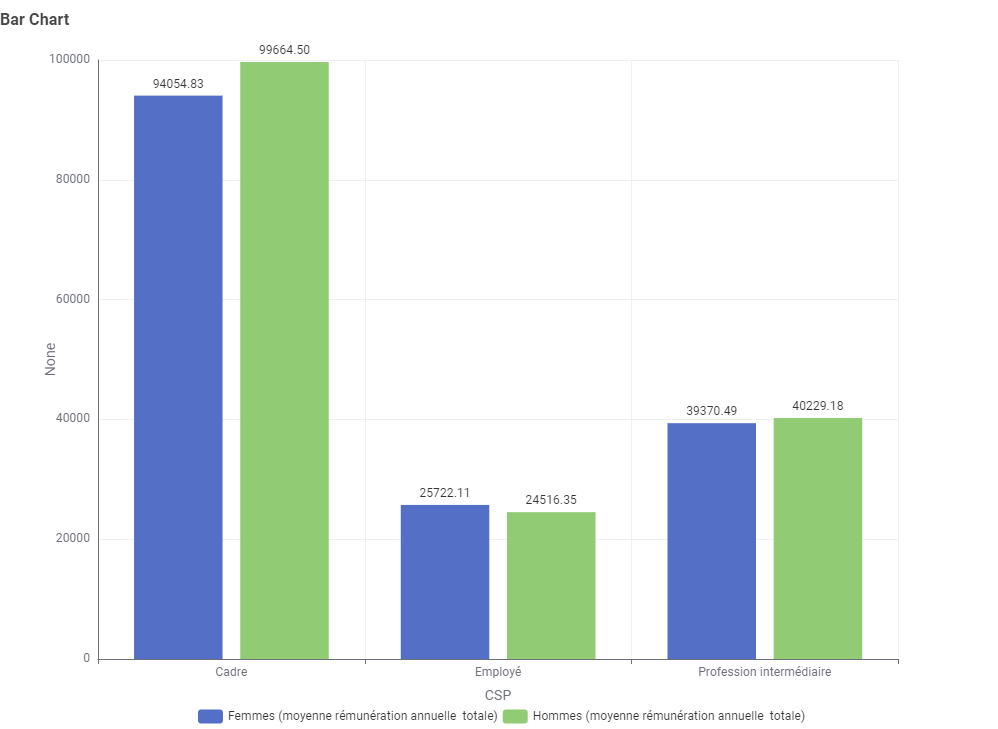 Bar Chart
100000
80000
60000
40000
20000
0
None
94054.83
99664.50
25722.11
24516.35
39370.49
40229.18
Cadre
Employé
Profession intermédiaire
CSP
Femmes (moyenne rémunération annuelle  totale)
Hommes (moyenne rémunération annuelle  totale)